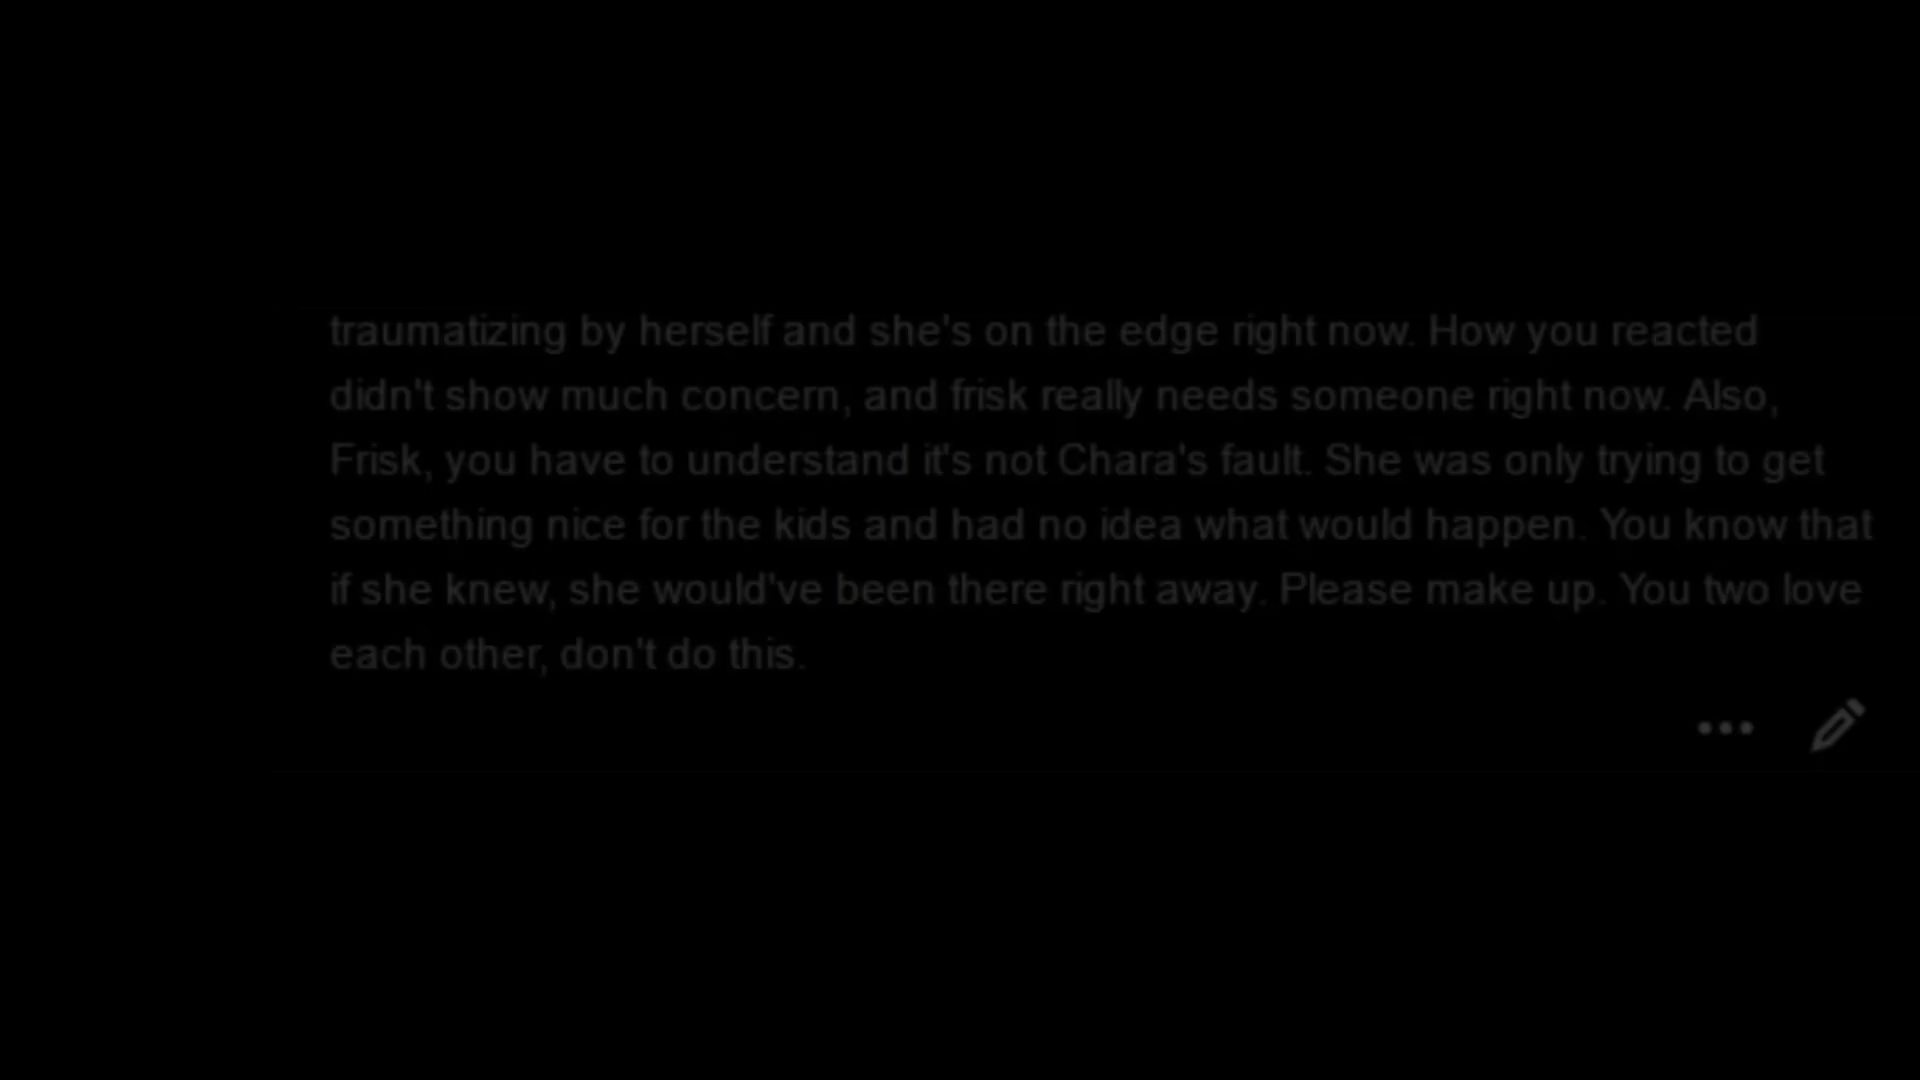 traumatizing by herself and she's on the edge right now. How you reacted
didn't show much concern, and frisk really needs someone right now. Also,
Frisk, you have to understand it's not Chara's fault. She was only trying to get
something nice for the kids and had no idea what would happen. You know that
if she knew, she would've been there right away. Please make up. You two love
each other, don't do this.